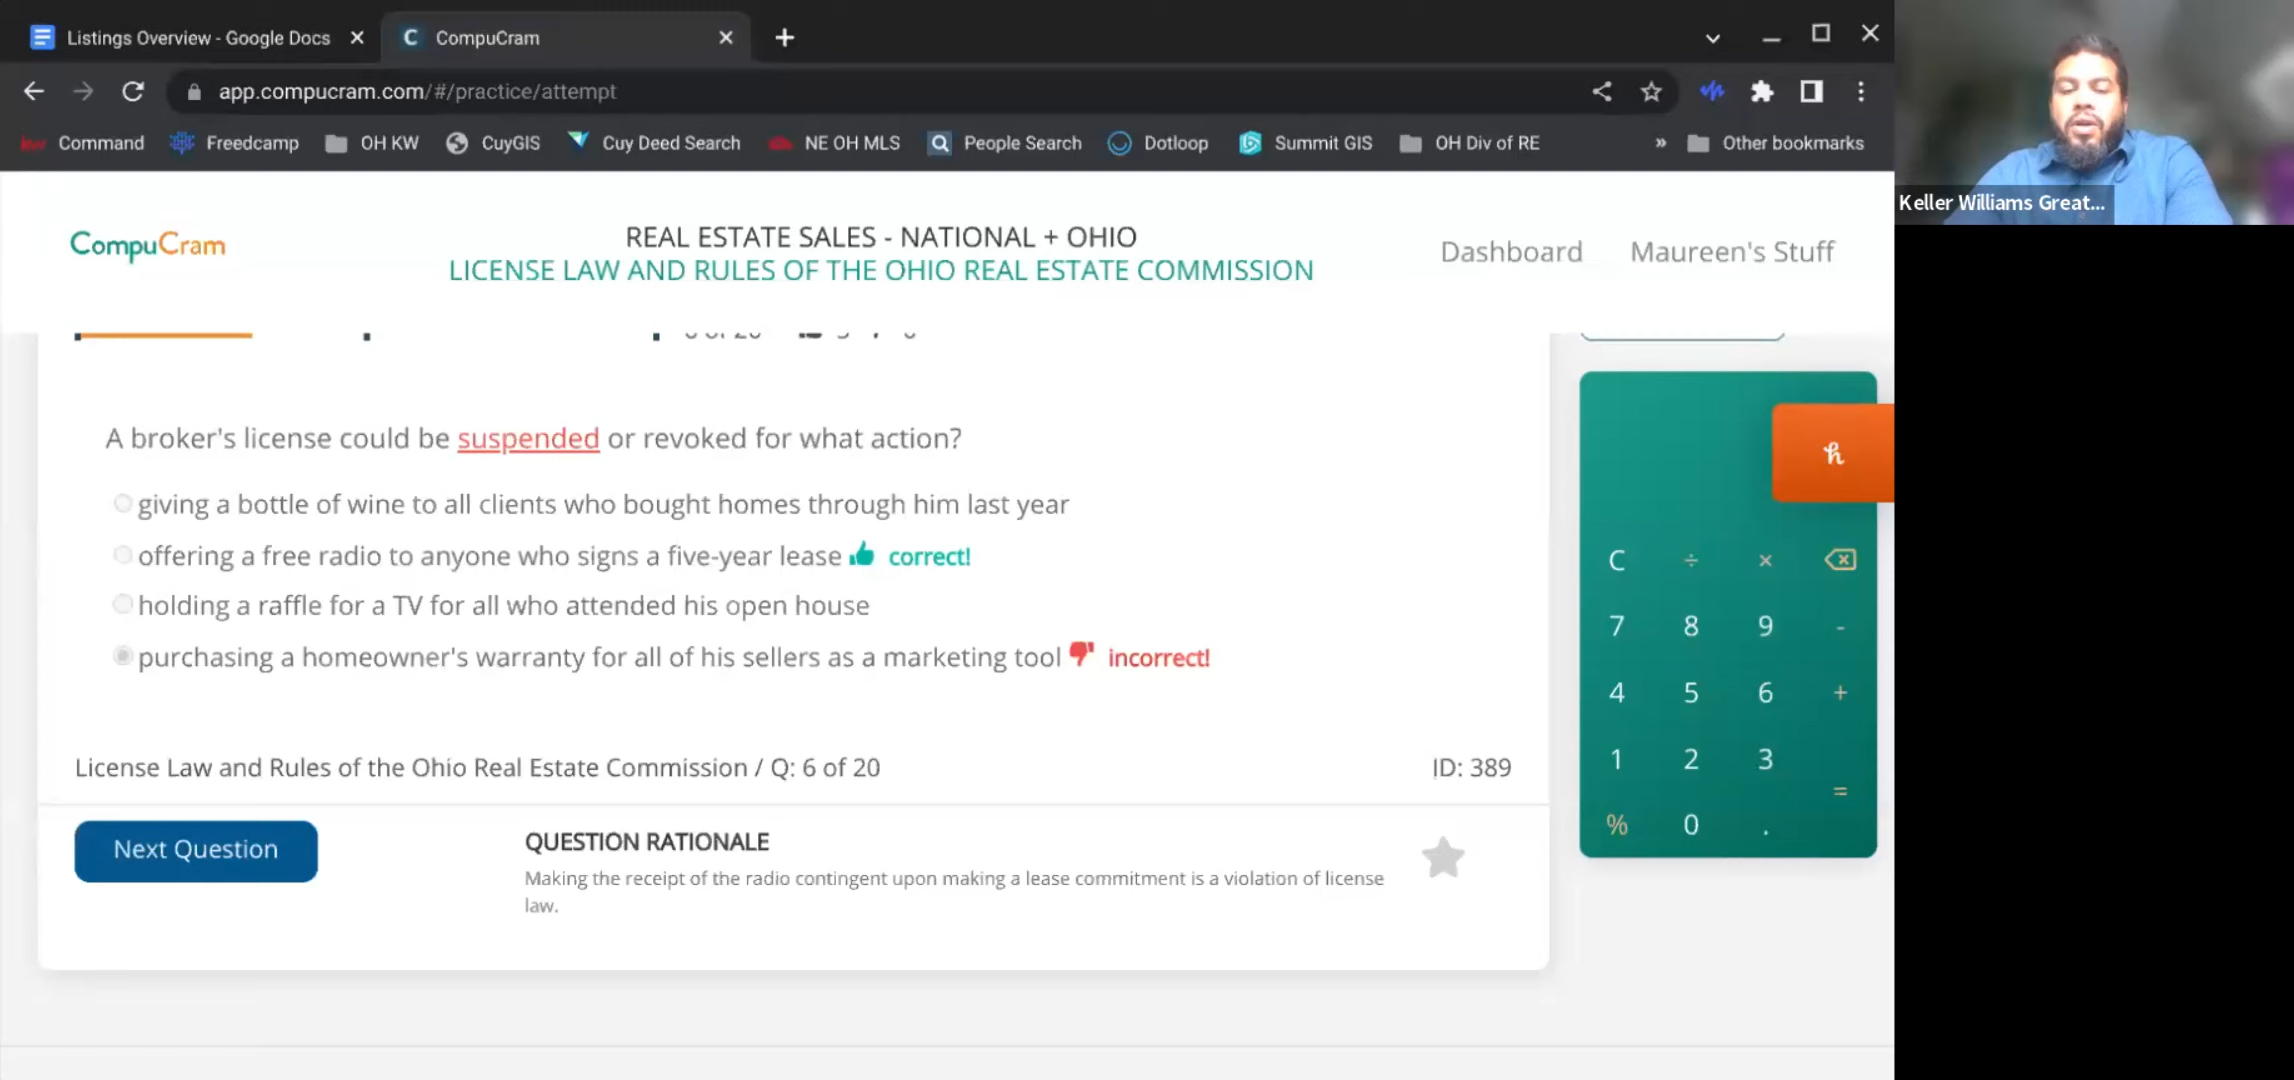 Listings Overview - Google Docs
CompuCram
app.compucram.com/#/practice/attempt
kw Command
Freedcamp
OH KW
CuyGIS
Cuy Deed Search
NE OH MLS
People Search
Dotloop
Summit GIS
OH Div of RE
»
Other bookmarks
Keller Williams Great...
CompuCram
REAL ESTATE SALES - NATIONAL + OHIO
LICENSE LAW AND RULES OF THE OHIO REAL ESTATE COMMISSION
Dashboard
Maureen's Stuff
A broker's license could be suspended or revoked for what action?
giving a bottle of wine to all clients who bought homes through him last year
offering a free radio to anyone who signs a five-year lease correct!
holding a raffle for a TV for all who attended his open house
purchasing a homeowner's warranty for all of his sellers as a marketing tool incorrect!
License Law and Rules of the Ohio Real Estate Commission / Q: 6 of 20
ID: 389
Next Question
QUESTION RATIONALE
Making the receipt of the radio contingent upon making a lease commitment is a violation of license
law.
h
C ÷ ×
7 8 9 -
4 5 6 +
1 2 3
=
% 0 .